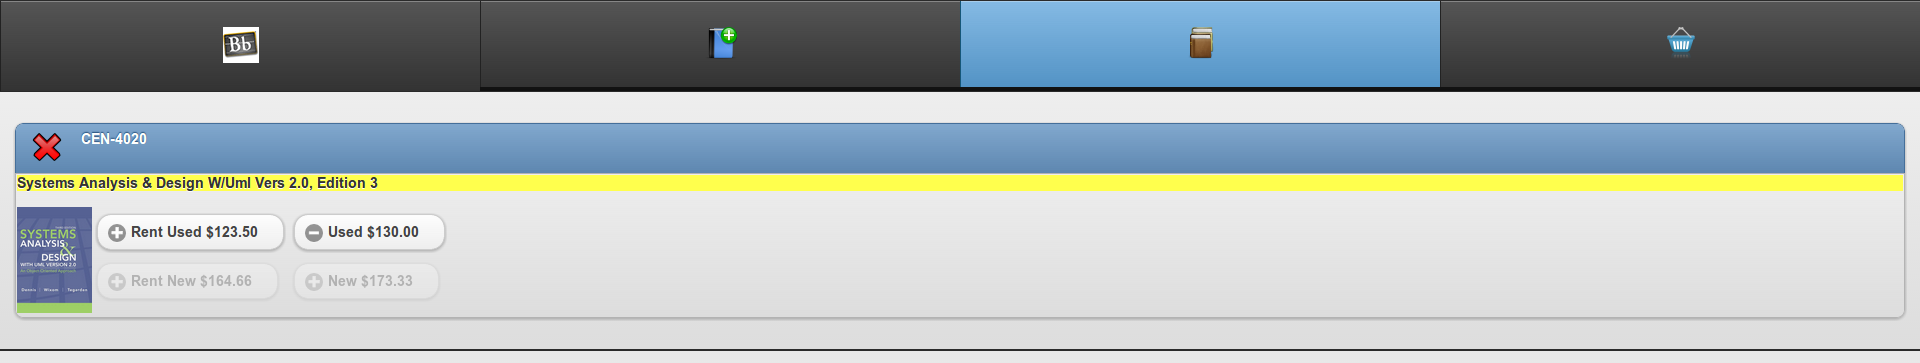 Bb
CEN-4020
Systems Analysis & Design W/Uml Vers 2.0, Edition 3
SYSTEMS
ANALYSIS
&
DESIGN
WITH UML VERSION 2.0
Rent Used $123.50
Used $130.00
Rent New $164.66
New $173.33